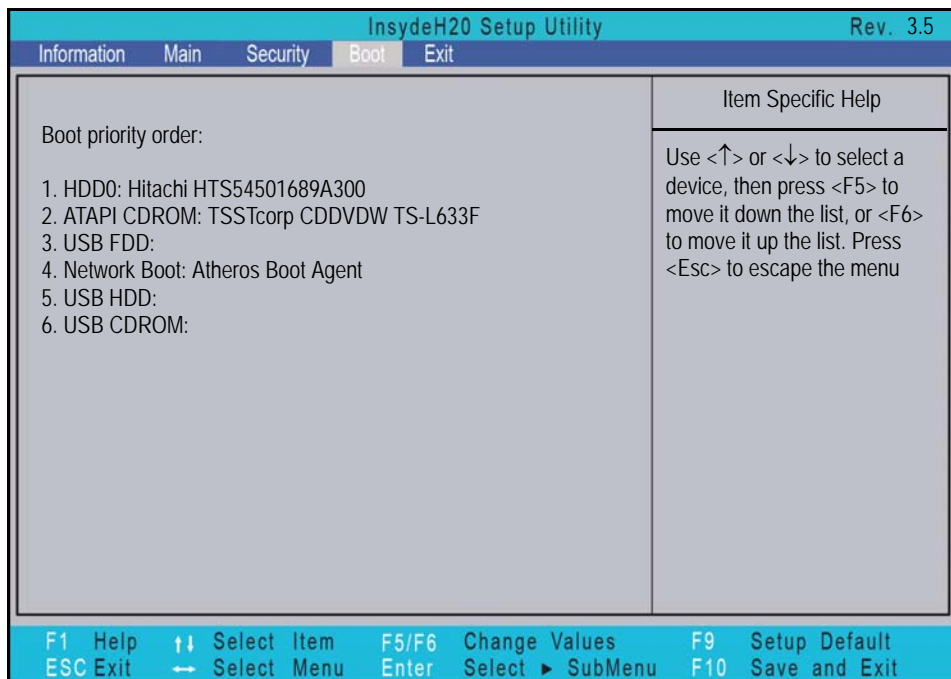 InsydeH20 Setup Utility Rev. 3.5
Information Main Security Boot Exit
Boot priority order:
1. HDD0: Hitachi HTS54501689A300
2. ATAPI CDROM: TSSTcorp CDDVDW TS-L633F
3. USB FDD:
4. Network Boot: Atheros Boot Agent
5. USB HDD:
6. USB CDROM:
Item Specific Help
Use <↑> or <↓> to select a
device, then press <F5> to
move it down the list, or <F6>
to move it up the list. Press
<Esc> to escape the menu
F1 Help ↑↓ Select Item F5/F6 Change Values F9 Setup Default
ESC Exit ↔ Select Menu Enter Select ► SubMenu F10 Save and Exit